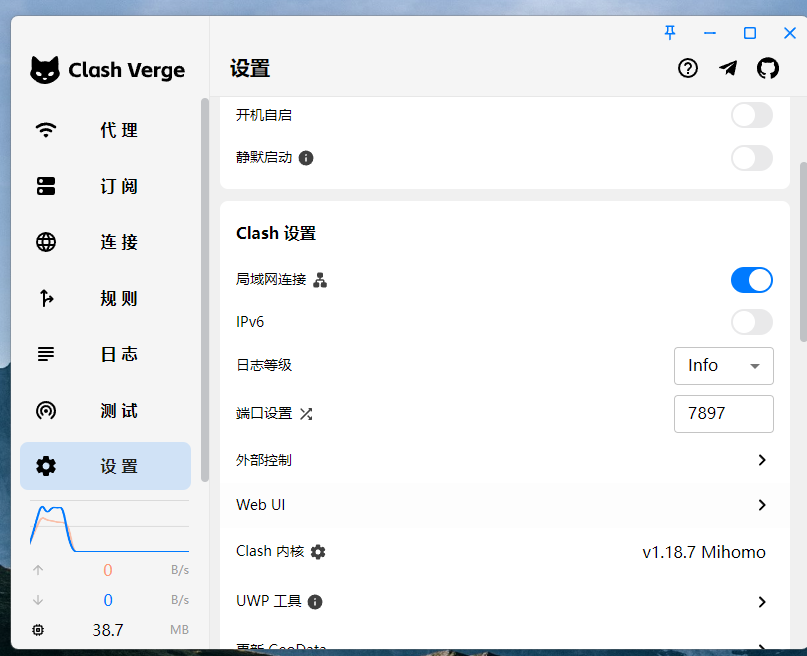 Clash Verge
代理
订阅
连接
规则
日志
测试
设置
0 B/s
0 B/s
38.7 MB
设置
开机自启
静默启动
Clash 设置
局域网连接
IPv6
日志等级 Info
端口设置 7897
外部控制
Web UI
Clash 内核 v1.18.7 Mihomo
UWP 工具
更新 GeoData